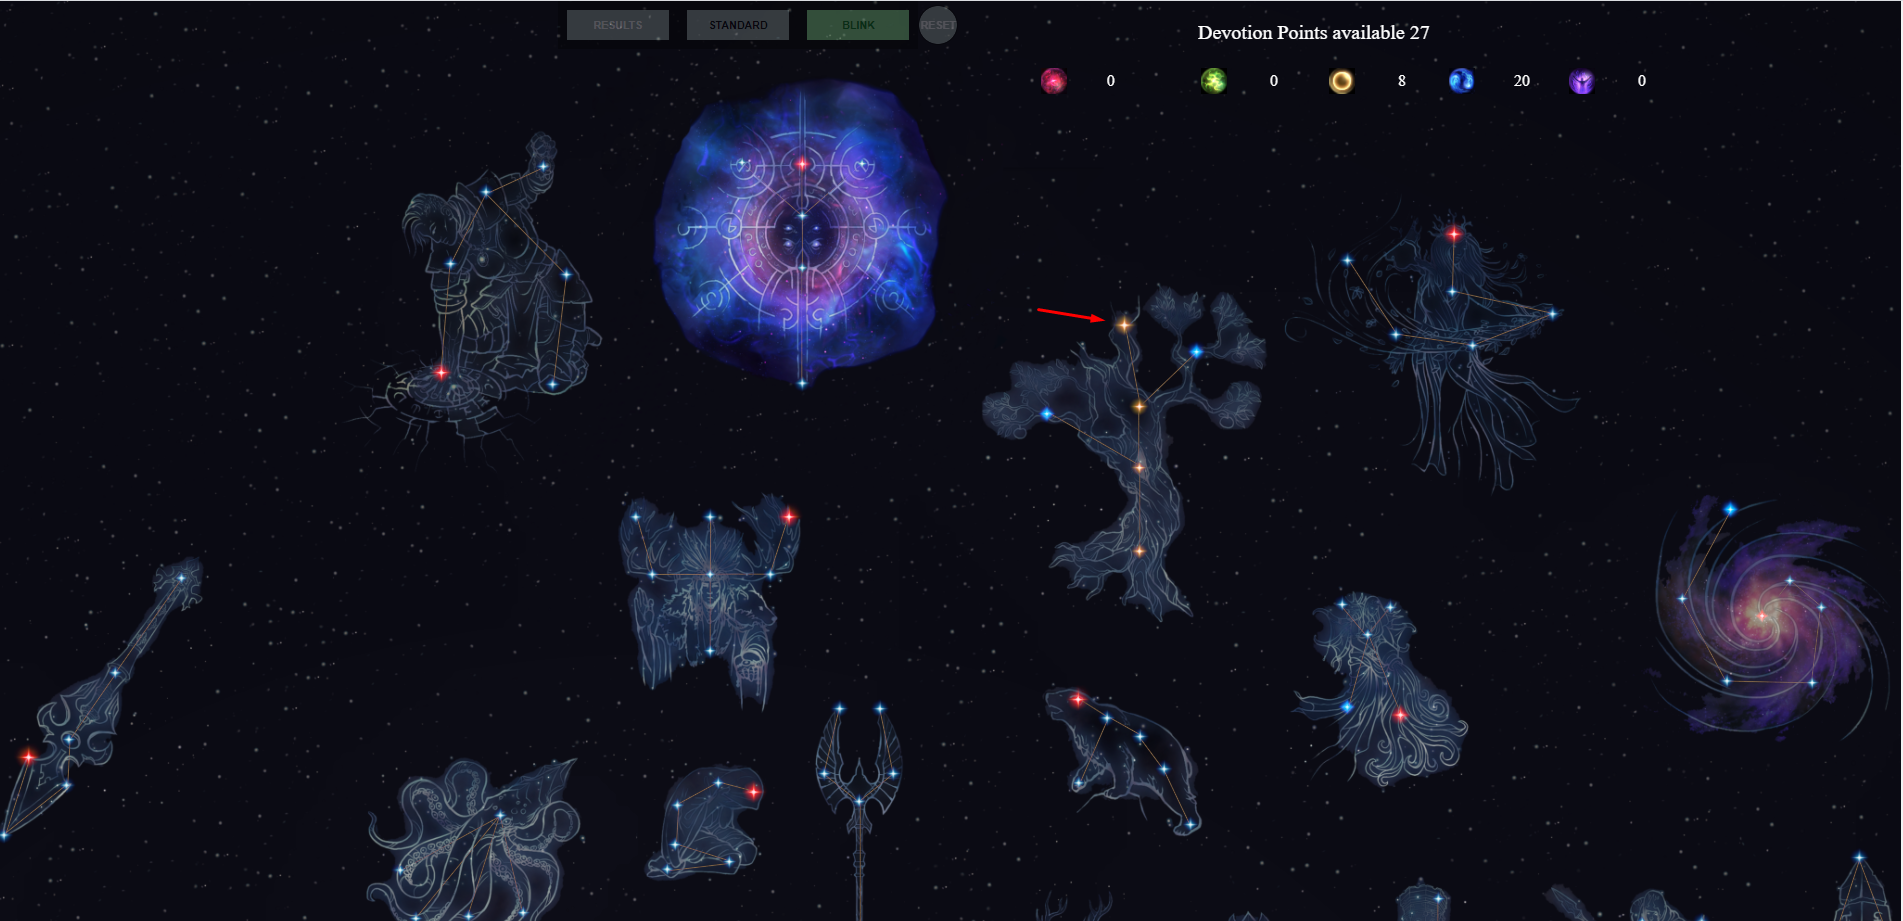 RESULTS STANDARD BLINK RESET
Devotion Points available 27
0 0 8 20 0